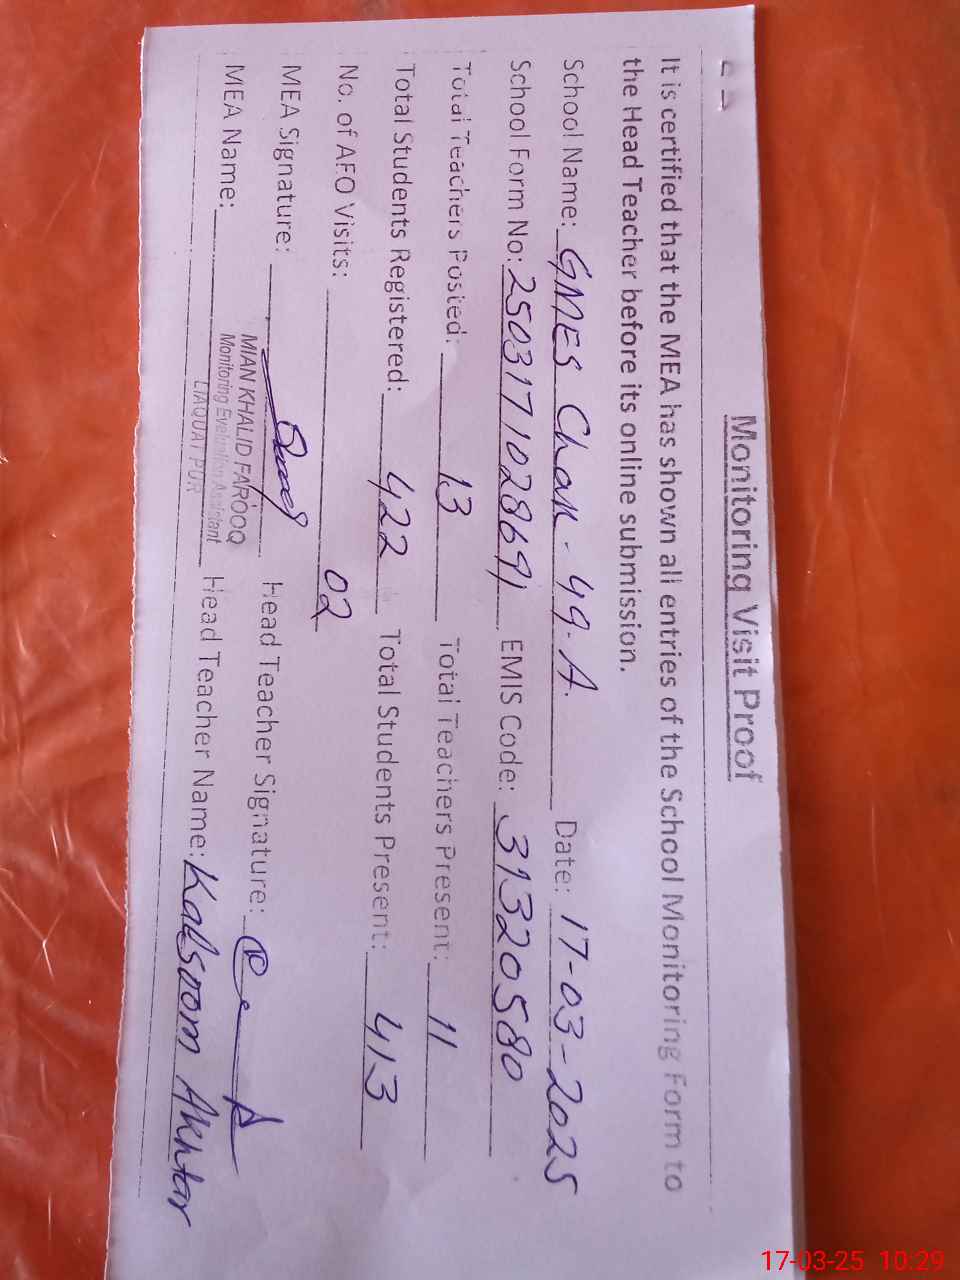 Monitoring Visit Proof
It is certified that the MEA has shown all entries of the School Monitoring Form to
the Head Teacher before its online submission.
School Name: GMES Chak - 49.A. Date: 17-03-2025
School Form No: 25031710286 91 EMIS Code: 31320580
Total Teachers Posted: 13 Total Teachers Present: 11
Total Students Registered: 422 Total Students Present: 413
No. of AEO Visits: 02
MEA Signature: Head Teacher Signature:
MIAN KHALID FAROOQ
MEA Name: Monitoring Evaluation Assistant Head Teacher Name: Kalsoom Akhtar
LIAQUAT PUR
17-03-25 10:29